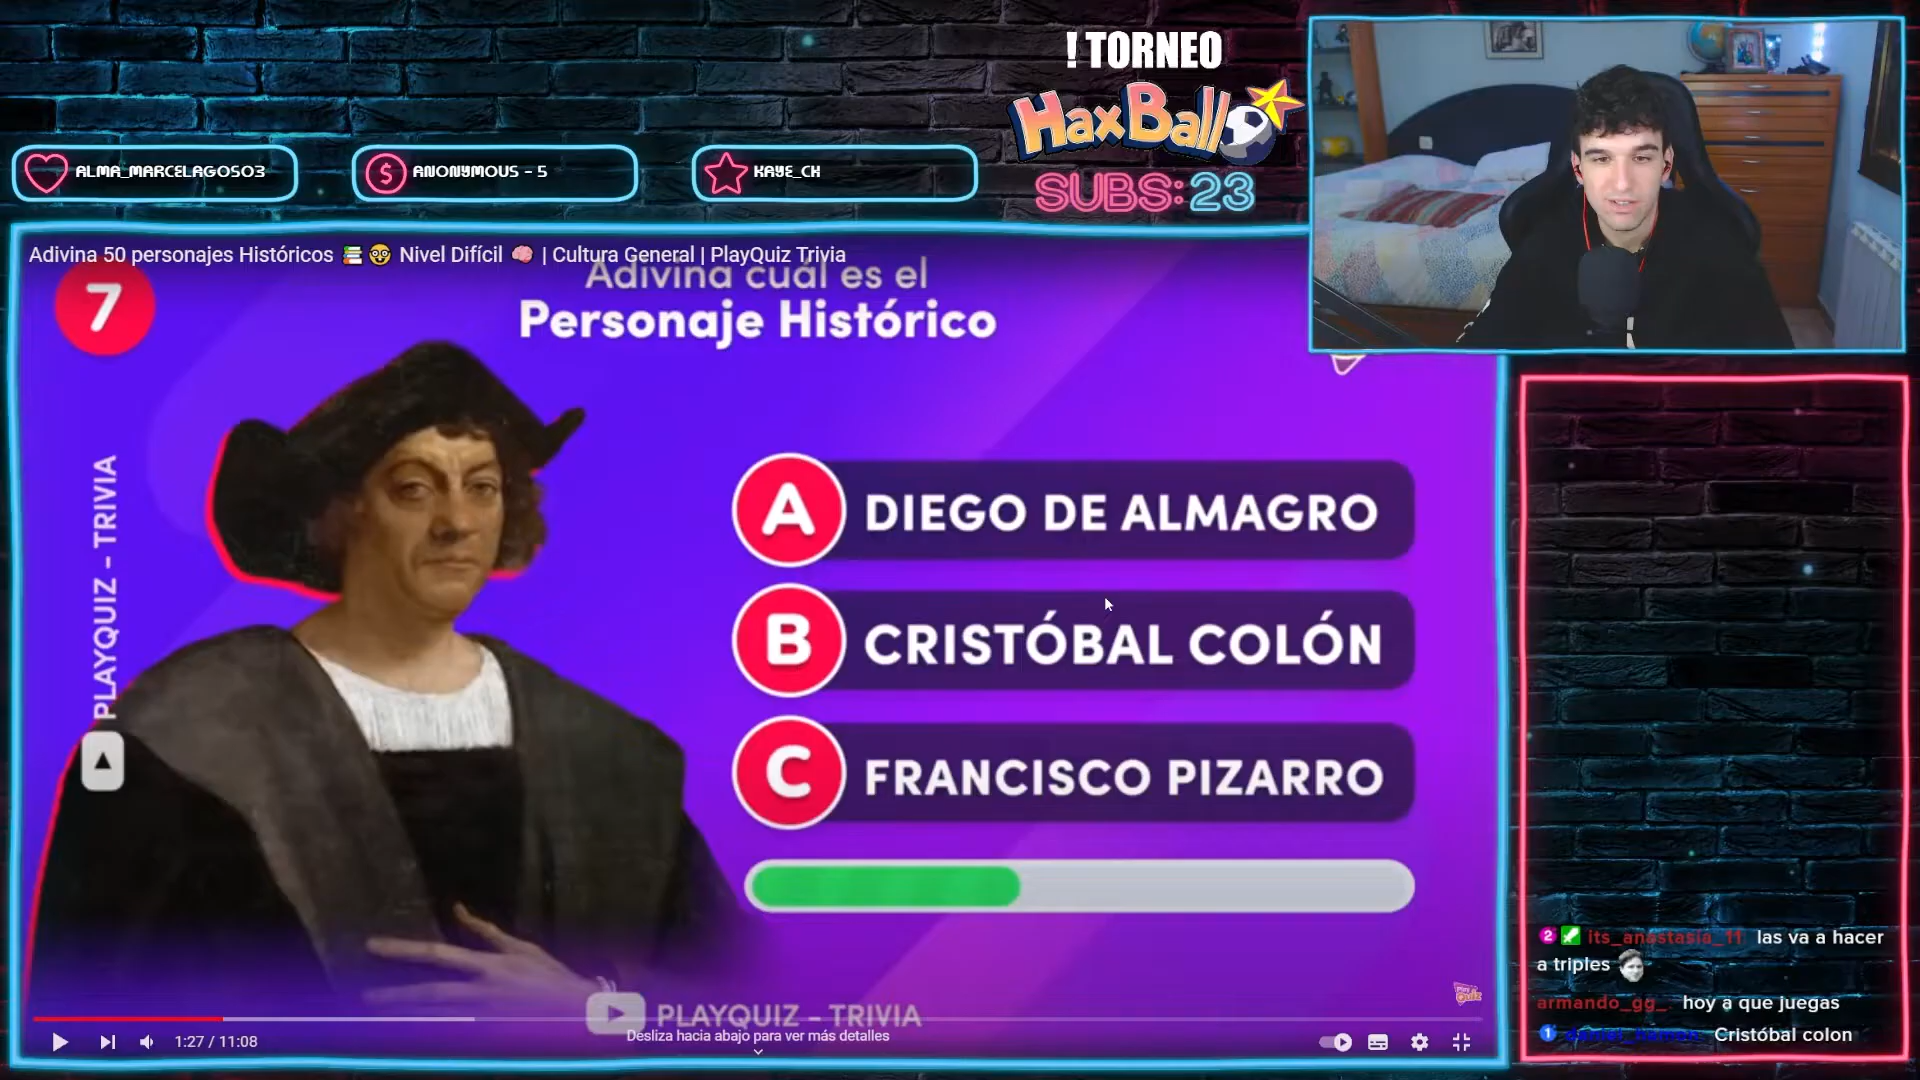 ! TORNEO
HaxBall
SUBS:23
ALMA_MARCELAGOSO3
ANONYMOUS - 5
KAYE_CH
Adivina 50 personajes Históricos 📚🤓 Nivel Difícil 🧠 | Cultura General | PlayQuiz Trivia
7
Adivina cuál es el
Personaje Histórico
PLAYQUIZ - TRIVIA
A DIEGO DE ALMAGRO
B CRISTÓBAL COLÓN
C FRANCISCO PIZARRO
PLAYQUIZ - TRIVIA
Desliza hacia abajo para ver más detalles
1:27 / 11:08
2 its_anastasia_11 las va a hacer
a triples
armando_gg_ hoy a que juegas
1 Cristóbal colon